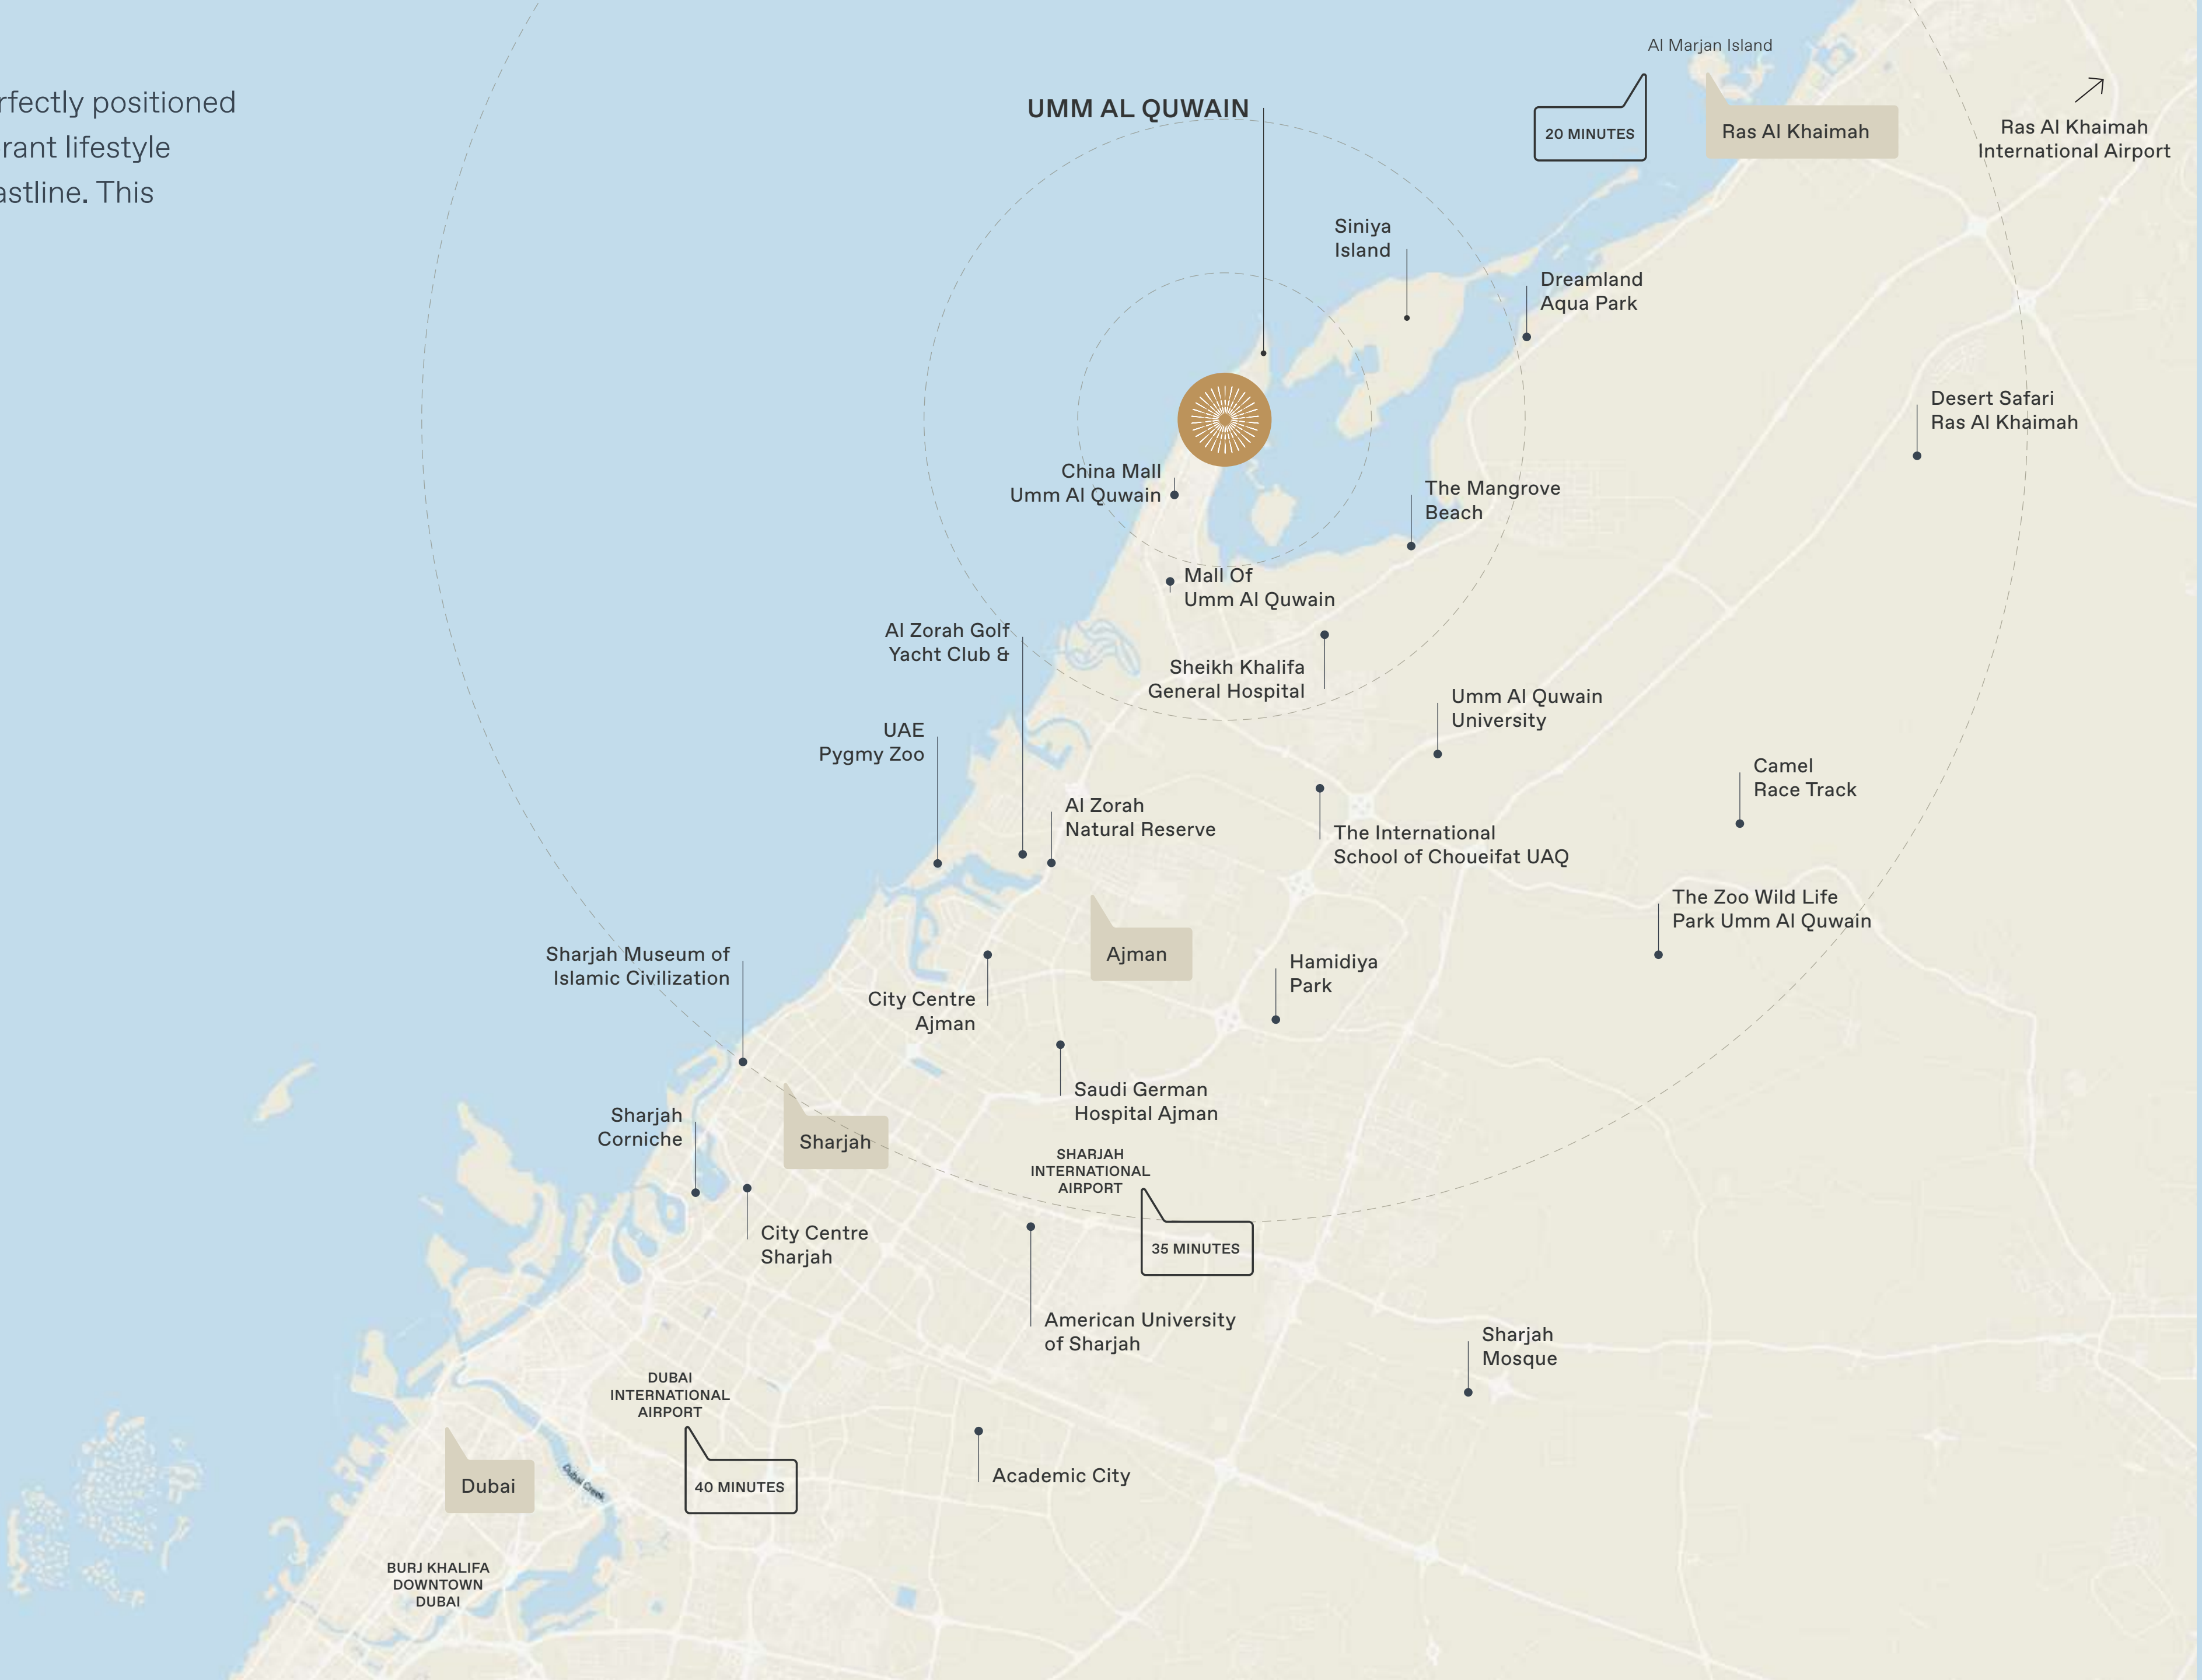 rfectly positioned
rant lifestyle
astline. This
Al Marjan Island
UMM AL QUWAIN
20 MINUTES
Ras Al Khaimah
Ras Al Khaimah
International Airport
Siniya
Island
Dreamland
Aqua Park
Desert Safari
Ras Al Khaimah
China Mall
Umm Al Quwain
The Mangrove
Beach
Mall Of
Umm Al Quwain
Al Zorah Golf
Yacht Club &
Sheikh Khalifa
General Hospital
Umm Al Quwain
University
UAE
Pygmy Zoo
Camel
Race Track
Al Zorah
Natural Reserve
The International
School of Choueifat UAQ
The Zoo Wild Life
Park Umm Al Quwain
Ajman
Sharjah Museum of
Islamic Civilization
Hamidiya
Park
City Centre
Ajman
Saudi German
Hospital Ajman
Sharjah
Corniche
Sharjah
SHARJAH
INTERNATIONAL
AIRPORT
35 MINUTES
City Centre
Sharjah
American University
of Sharjah
Sharjah
Mosque
DUBAI
INTERNATIONAL
AIRPORT
40 MINUTES
Academic City
Dubai
Dubai Creek
BURJ KHALIFA
DOWNTOWN
DUBAI